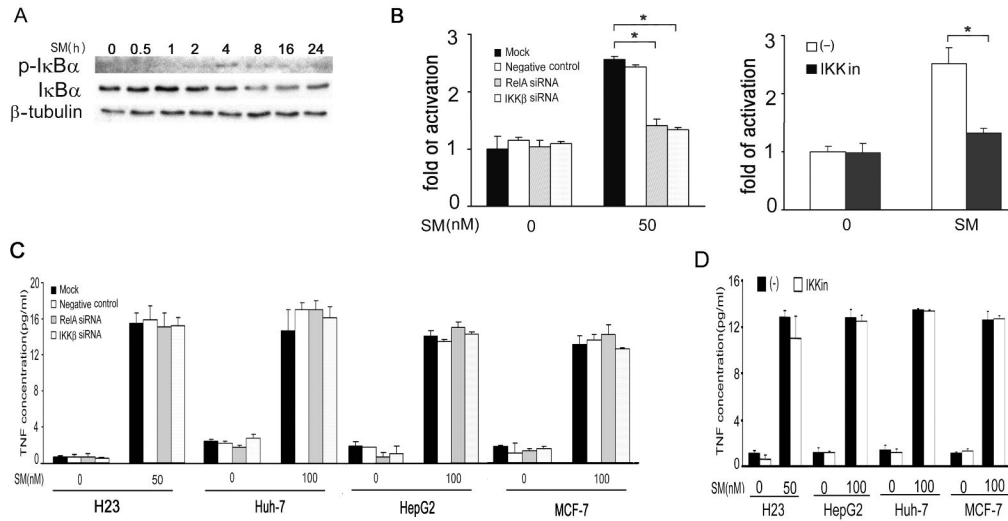 A
SM(h) 0 0.5 1 2 4 8 16 24
p-IκBα
IκBα
β-tubulin
B
fold of activation
3
2
1
0
Mock
Negative control
RelA siRNA
IKKβ siRNA
*
*
SM(nM) 0 50
fold of activation
3
2
1
0
(–)
IKKin
*
0 SM
C
TNF concentration(pg/ml)
20
16
12
8
4
0
Mock
Negative control
RelA siRNA
IKKβ siRNA
SM(nM) 0 50 0 100 0 100 0 100
H23 Huh-7 HepG2 MCF-7
D
TNF concentration (pg/ml)
16
12
8
4
0
(-) IKKin
SM(nM) 0 50 0 100 0 100 0 100
H23 HepG2 Huh-7 MCF-7